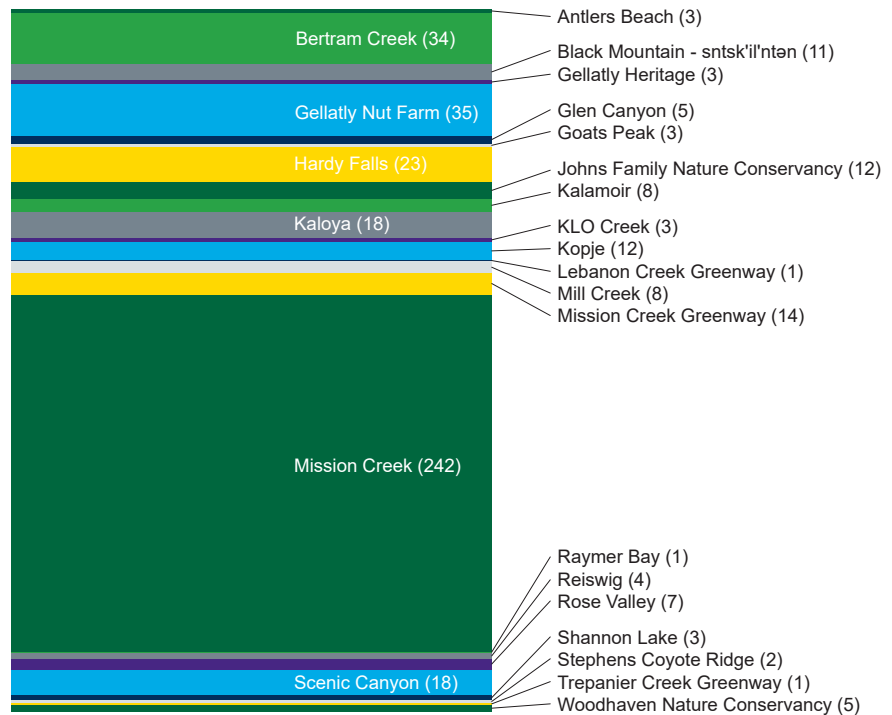 Antlers Beach (3)
Bertram Creek (34)
Black Mountain - sntsk'il'ntən (11)
Gellatly Heritage (3)
Gellatly Nut Farm (35)
Glen Canyon (5)
Goats Peak (3)
Hardy Falls (23)
Johns Family Nature Conservancy (12)
Kalamoir (8)
Kaloya (18)
KLO Creek (3)
Kopje (12)
Lebanon Creek Greenway (1)
Mill Creek (8)
Mission Creek Greenway (14)
Mission Creek (242)
Raymer Bay (1)
Reiswig (4)
Rose Valley (7)
Scenic Canyon (18)
Shannon Lake (3)
Stephens Coyote Ridge (2)
Trepanier Creek Greenway (1)
Woodhaven Nature Conservancy (5)